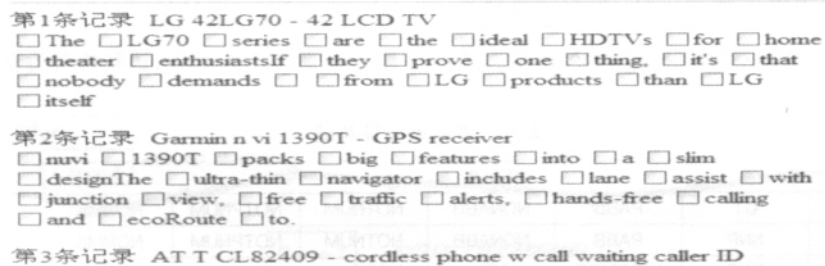 第1条记录 LG 42LG70 - 42 LCD TV
□The □LG70 □series □are □the □ideal □HDTVs □for □home
□theater □enthusiastsIf □they □prove □one □thing, □it's □that
□nobody □demands □ □from □LG □products □than □LG
□itself
第2条记录 Garmin n vi 1390T - GPS receiver
□nuvi □1390T □packs □big □features □into □a □slim
□designThe □ultra-thin □navigator □includes □lane □assist □with
□junction □view, □free □traffic □alerts, □hands-free □calling
□and □ecoRoute □to.
第3条记录 AT T CL82409 - cordless phone w call waiting caller ID